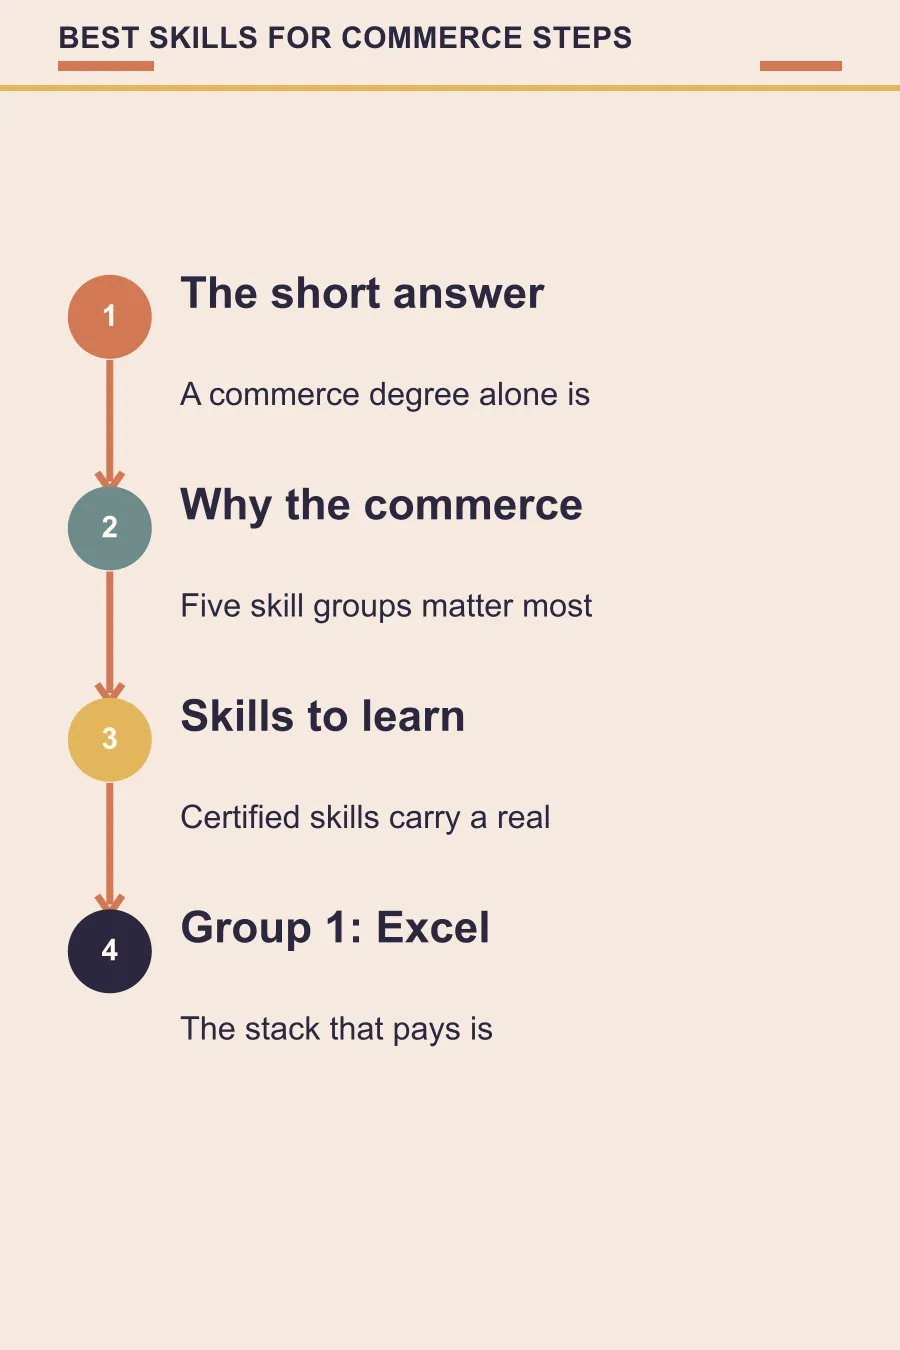 BEST SKILLS FOR COMMERCE STEPS
1
The short answer
A commerce degree alone is
2
Why the commerce
Five skill groups matter most
3
Skills to learn
Certified skills carry a real
4
Group 1: Excel
The stack that pays is